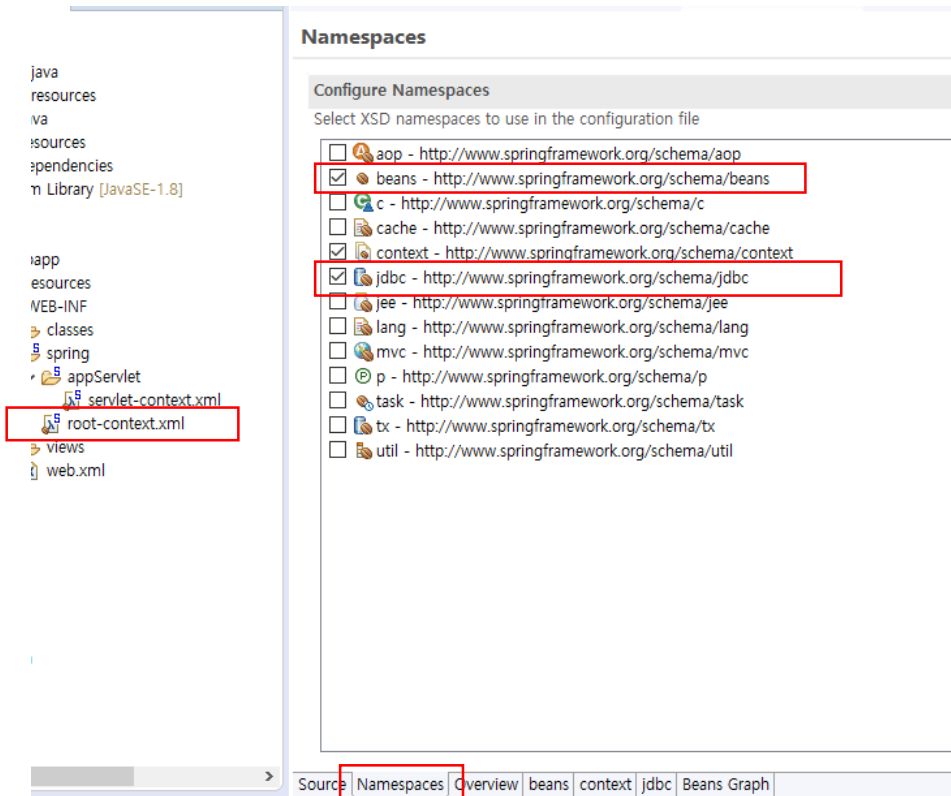 java
resources
iva
esources
ependencies
m Library [JavaSE-1.8]
app
esources
WEB-INF
classes
spring
appServlet
servlet-context.xml
root-context.xml
views
web.xml
Namespaces
Configure Namespaces
Select XSD namespaces to use in the configuration file
aop - http://www.springframework.org/schema/aop
beans - http://www.springframework.org/schema/beans
c - http://www.springframework.org/schema/c
cache - http://www.springframework.org/schema/cache
context - http://www.springframework.org/schema/context
jdbc - http://www.springframework.org/schema/jdbc
jee - http://www.springframework.org/schema/jee
lang - http://www.springframework.org/schema/lang
mvc - http://www.springframework.org/schema/mvc
p - http://www.springframework.org/schema/p
task - http://www.springframework.org/schema/task
tx - http://www.springframework.org/schema/tx
util - http://www.springframework.org/schema/util
Source Namespaces Overview beans context jdbc Beans Graph